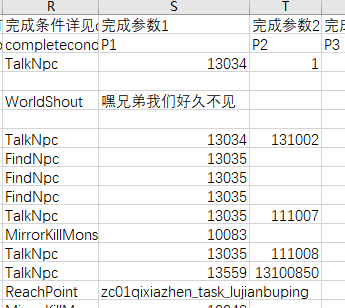 R S T
完成条件详见 完成参数1 完成参数2 完
completecond P1 P2 P3
TalkNpc 13034 1
WorldShout 嘿兄弟我们好久不见
TalkNpc 13034 131002
FindNpc 13035
FindNpc 13035
FindNpc 13035
TalkNpc 13035 111007
MirrorKillMons 10083
TalkNpc 13035 111008
TalkNpc 13559 13100850
ReachPoint zc01qixiazhen_task_lujianbuping